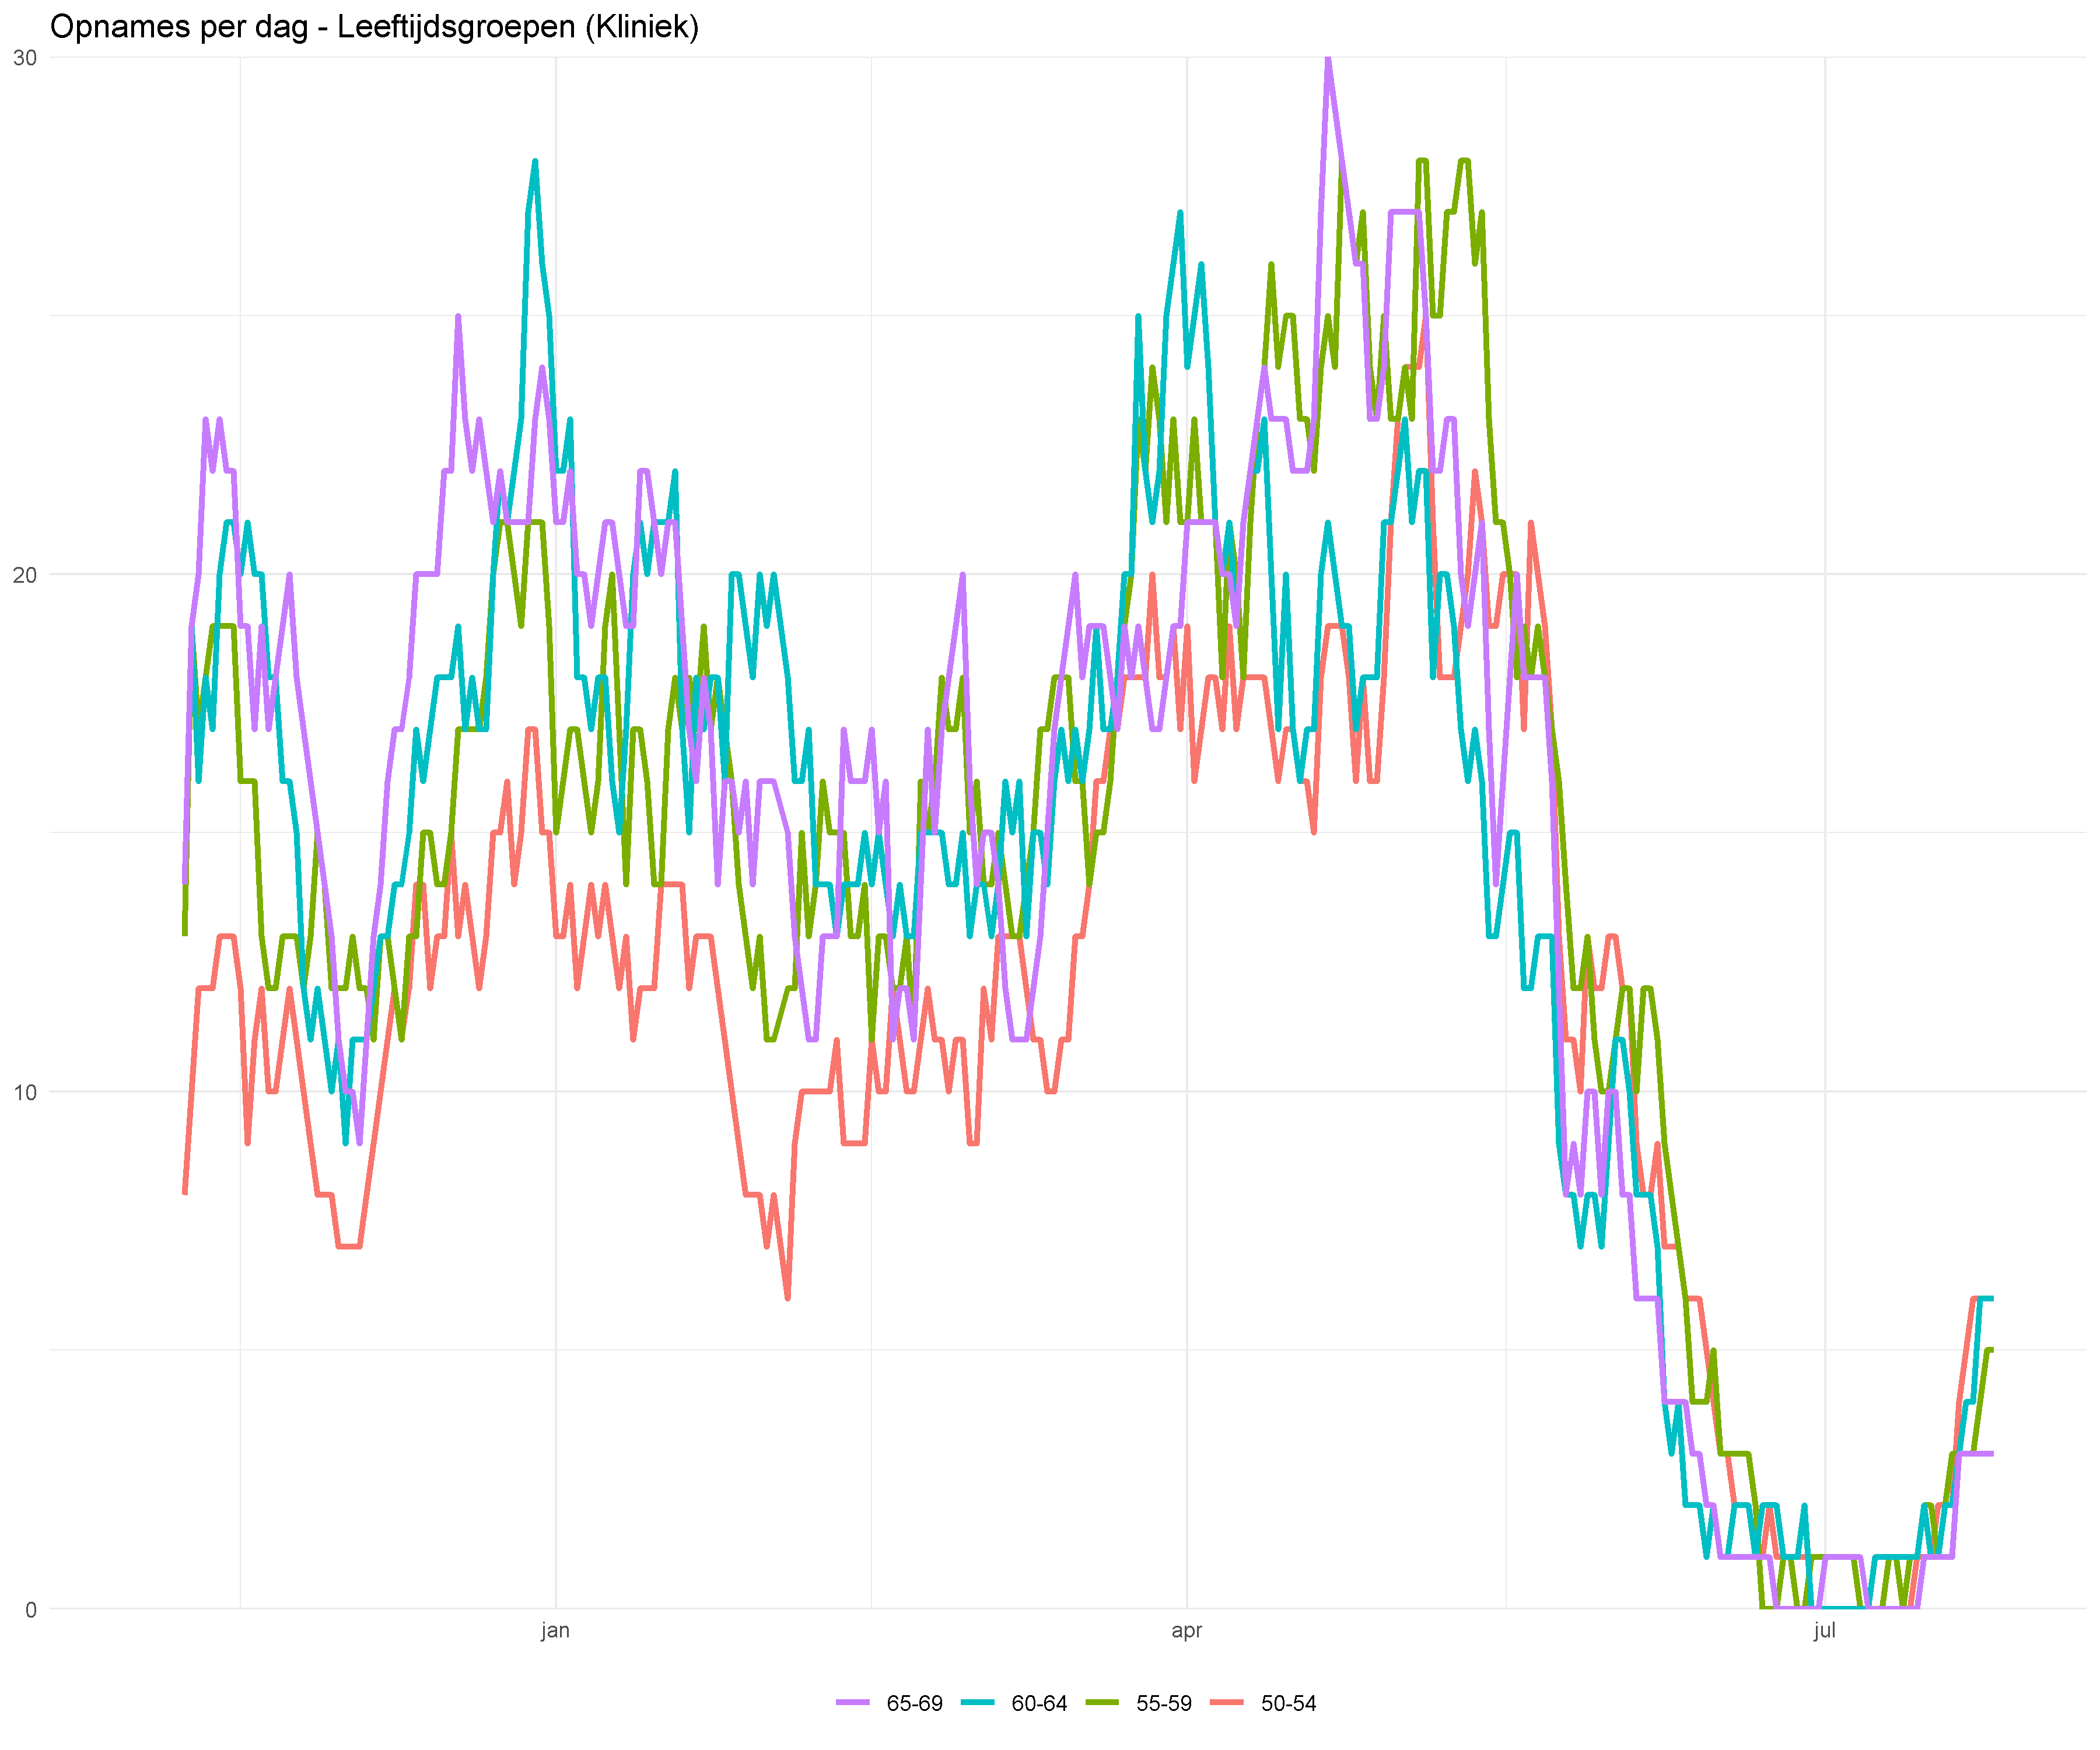 Opnames per dag - Leeftijdsgroepen (Kliniek)
30
20
10
0
jan apr jul
65-69 60-64 55-59 50-54